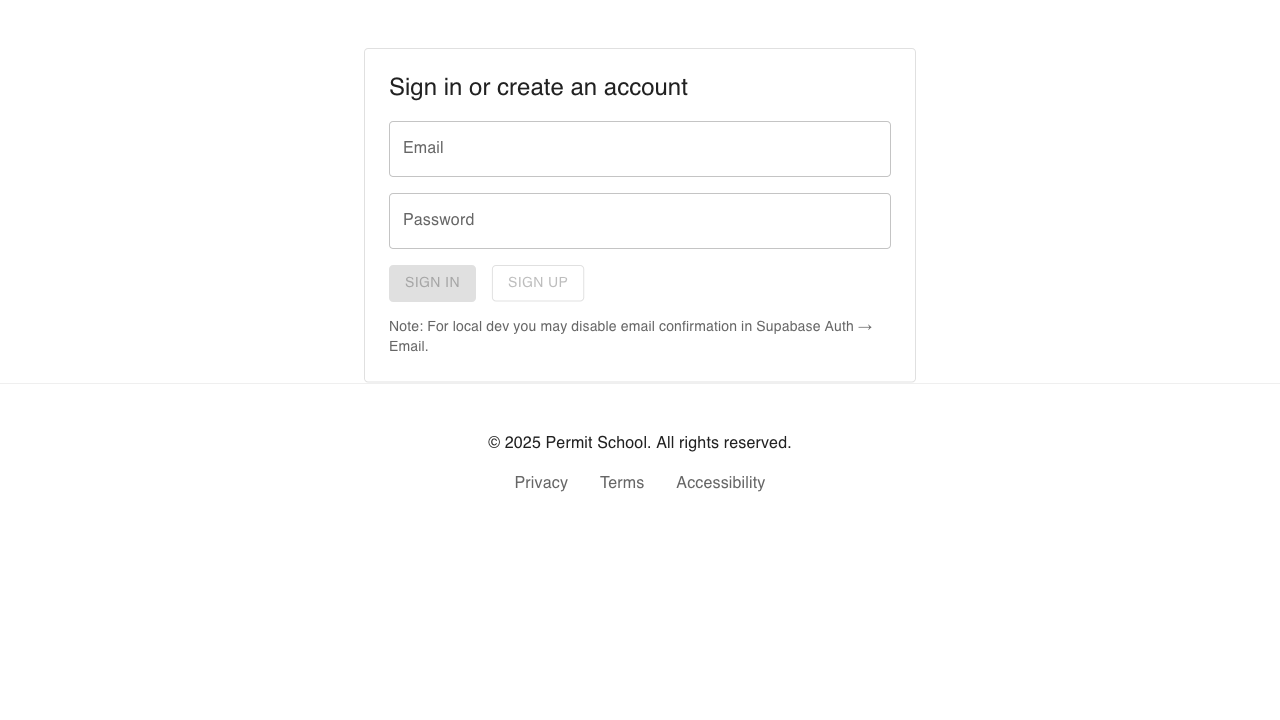 Sign in or create an account
Email
Password
SIGN IN SIGN UP
Note: For local dev you may disable email confirmation in Supabase Auth →
Email.
© 2025 Permit School. All rights reserved.
Privacy Terms Accessibility